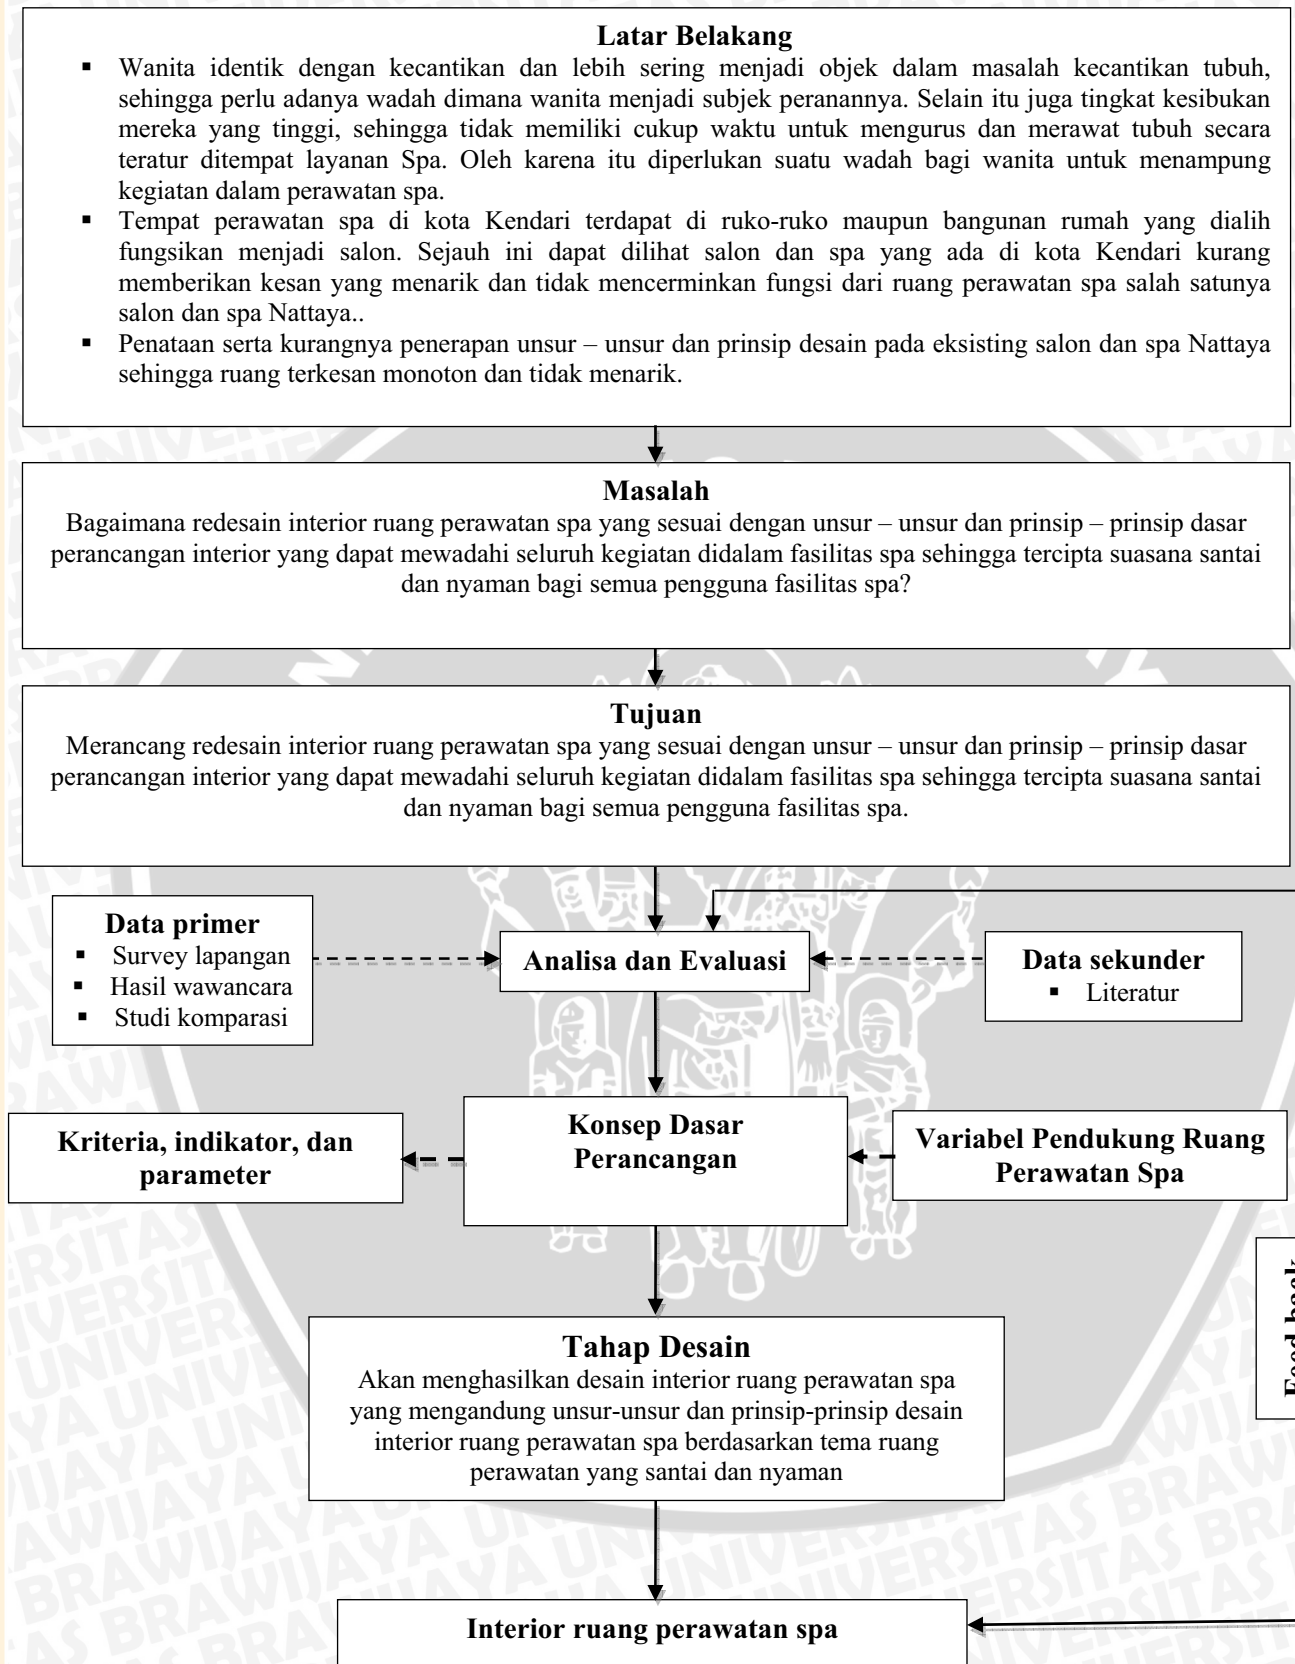 Latar Belakang
▪ Wanita identik dengan kecantikan dan lebih sering menjadi objek dalam masalah kecantikan tubuh,
sehingga perlu adanya wadah dimana wanita menjadi subjek peranannya. Selain itu juga tingkat kesibukan
mereka yang tinggi, sehingga tidak memiliki cukup waktu untuk mengurus dan merawat tubuh secara
teratur ditempat layanan Spa. Oleh karena itu diperlukan suatu wadah bagi wanita untuk menampung
kegiatan dalam perawatan spa.
▪ Tempat perawatan spa di kota Kendari terdapat di ruko-ruko maupun bangunan rumah yang dialih
fungsikan menjadi salon. Sejauh ini dapat dilihat salon dan spa yang ada di kota Kendari kurang
memberikan kesan yang menarik dan tidak mencerminkan fungsi dari ruang perawatan spa salah satunya
salon dan spa Nattaya..
▪ Penataan serta kurangnya penerapan unsur – unsur dan prinsip desain pada eksisting salon dan spa Nattaya
sehingga ruang terkesan monoton dan tidak menarik.
Masalah
Bagaimana redesain interior ruang perawatan spa yang sesuai dengan unsur – unsur dan prinsip – prinsip dasar
perancangan interior yang dapat mewadahi seluruh kegiatan didalam fasilitas spa sehingga tercipta suasana santai
dan nyaman bagi semua pengguna fasilitas spa?
Tujuan
Merancang redesain interior ruang perawatan spa yang sesuai dengan unsur – unsur dan prinsip – prinsip dasar
perancangan interior yang dapat mewadahi seluruh kegiatan didalam fasilitas spa sehingga tercipta suasana santai
dan nyaman bagi semua pengguna fasilitas spa.
Data primer
▪ Survey lapangan
▪ Hasil wawancara
▪ Studi komparasi
Analisa dan Evaluasi
Data sekunder
▪ Literatur
Kriteria, indikator, dan
parameter
Konsep Dasar
Perancangan
Variabel Pendukung Ruang
Perawatan Spa
Feed back
Tahap Desain
Akan menghasilkan desain interior ruang perawatan spa
yang mengandung unsur-unsur dan prinsip-prinsip desain
interior ruang perawatan spa berdasarkan tema ruang
perawatan yang santai dan nyaman
Interior ruang perawatan spa